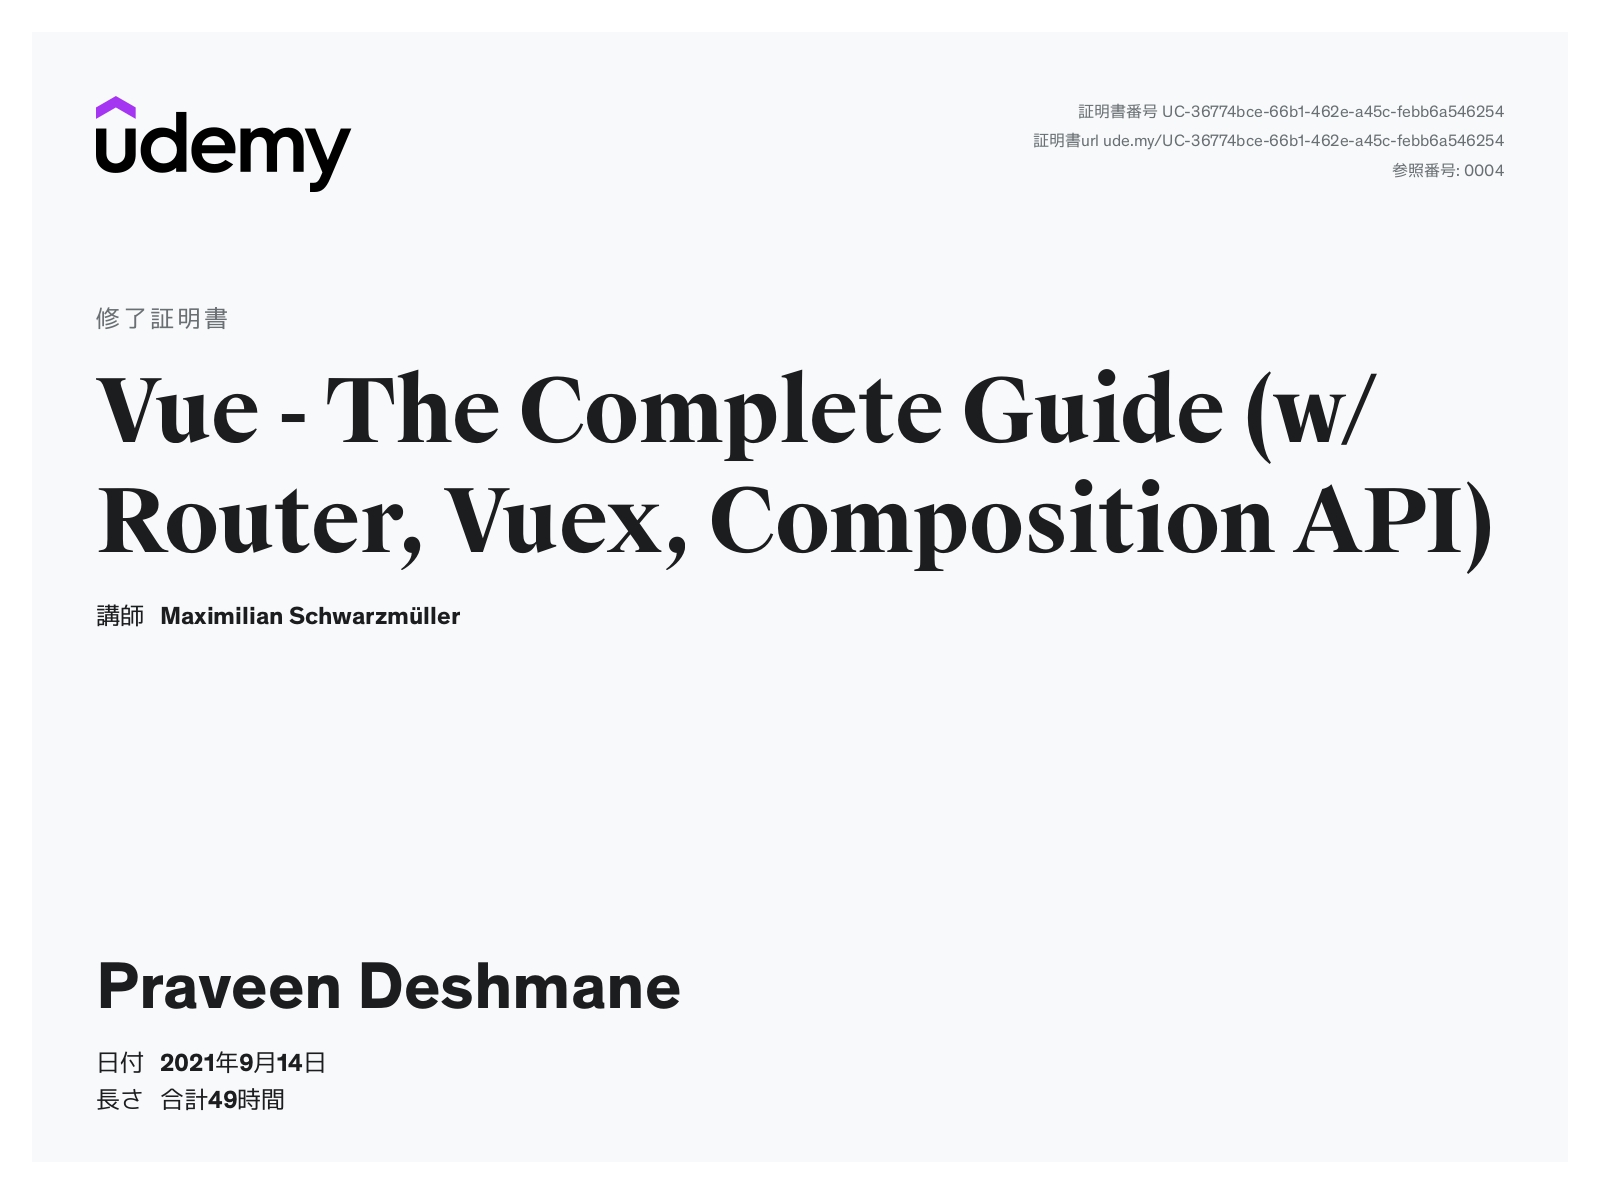 udemy
証明書番号 UC-36774bce-66b1-462e-a45c-febb6a546254
証明書url ude.my/UC-36774bce-66b1-462e-a45c-febb6a546254
参照番号: 0004
修了証明書
Vue - The Complete Guide (w/
Router, Vuex, Composition API)
講師 Maximilian Schwarzmüller
Praveen Deshmane
日付 2021年9月14日
長さ 合計49時間